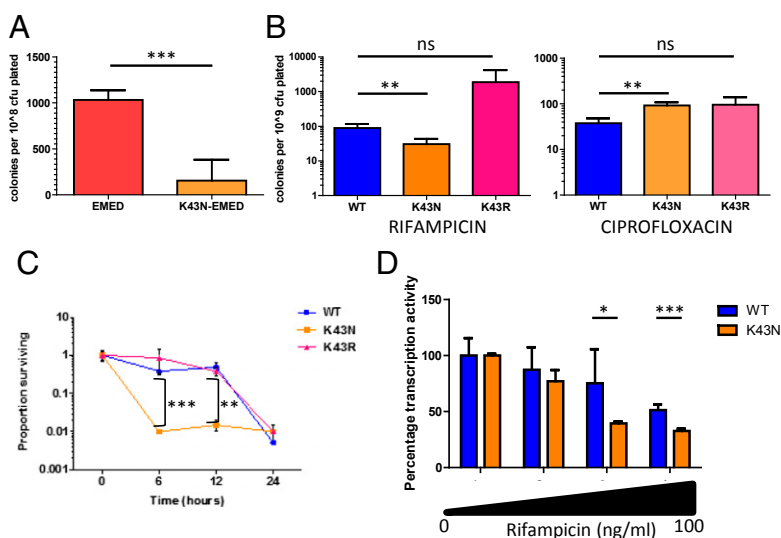 A
colonies per 10^8 cfu plated
1500
1000
500
0
***
EMED
K43N-EMED
B
colonies per 10^9 cfu plated
10000
1000
100
10
1
ns
**
WT
K43N
K43R
RIFAMPICIN
10000
1000
100
10
1
ns
**
WT
K43N
K43R
CIPROFLOXACIN
C
Proportion surviving
10
1
0.1
0.01
0.001
***
**
0
6
12
24
Time (hours)
WT
K43N
K43R
D
Percentage transcription activity
150
100
50
0
*
***
WT
K43N
0
Rifampicin (ng/ml)
100